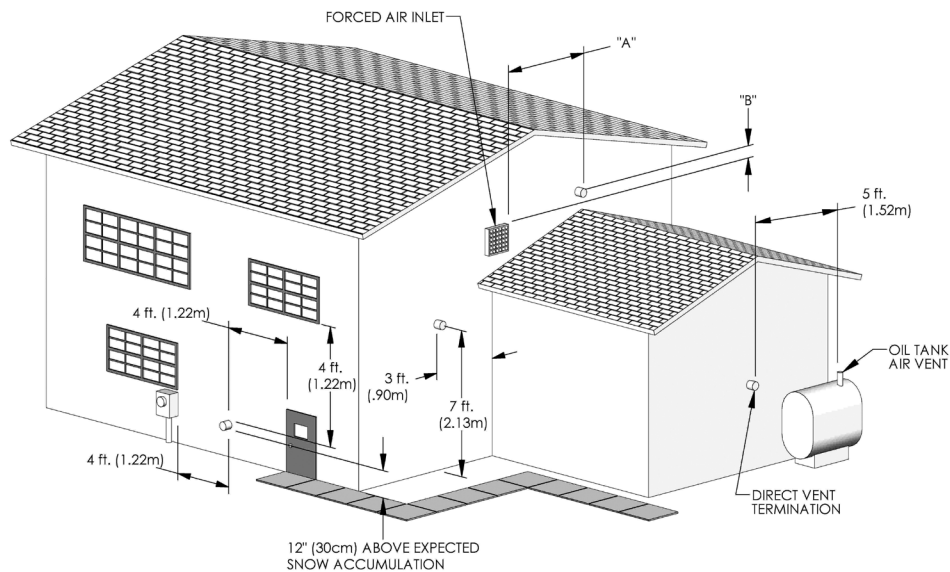 FORCED AIR INLET
"A"
"B"
5 ft.
(1.52m)
4 ft. (1.22m)
4 ft.
(1.22m)
3 ft.
(.90m)
7 ft.
(2.13m)
OIL TANK
AIR VENT
4 ft. (1.22m)
DIRECT VENT
TERMINATION
12" (30cm) ABOVE EXPECTED
SNOW ACCUMULATION